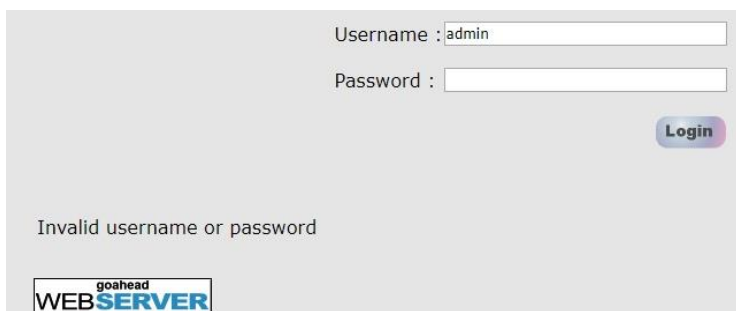 Username : admin
Password :
Login
Invalid username or password
goahead
WEBSERVER